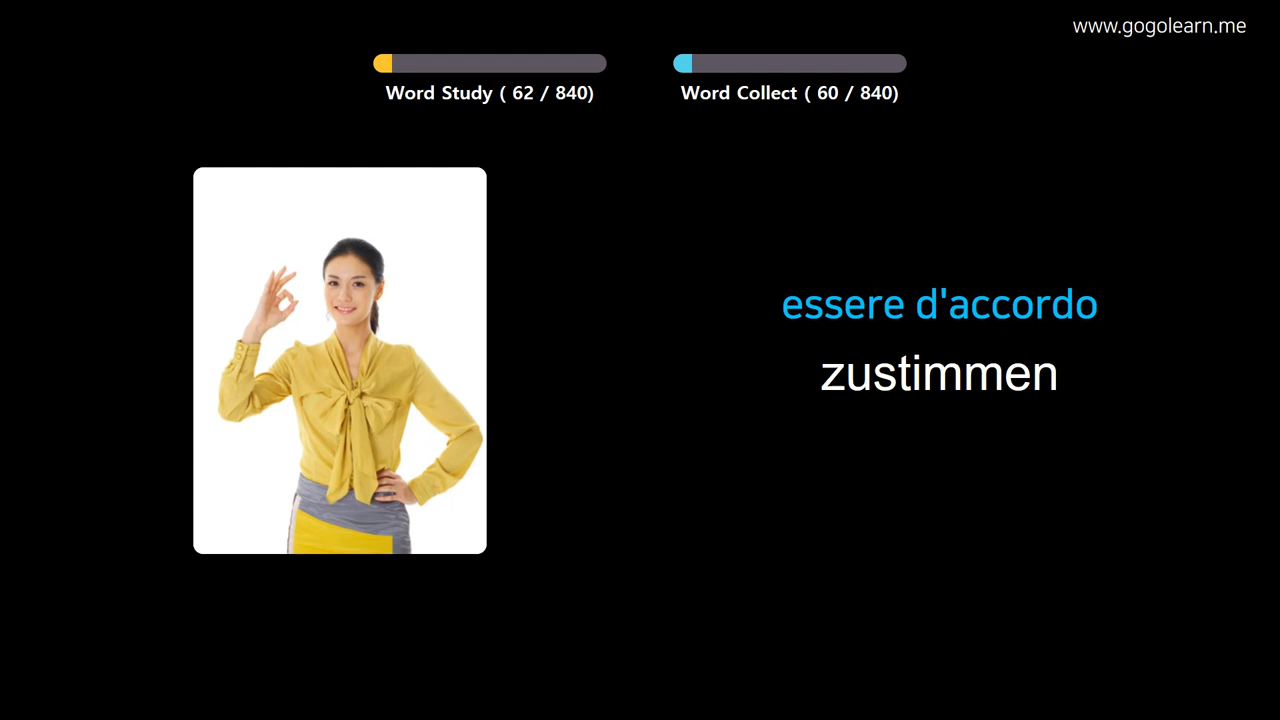 www.gogolearn.me
Word Study ( 62 / 840)
Word Collect ( 60 / 840)
essere d'accordo
zustimmen